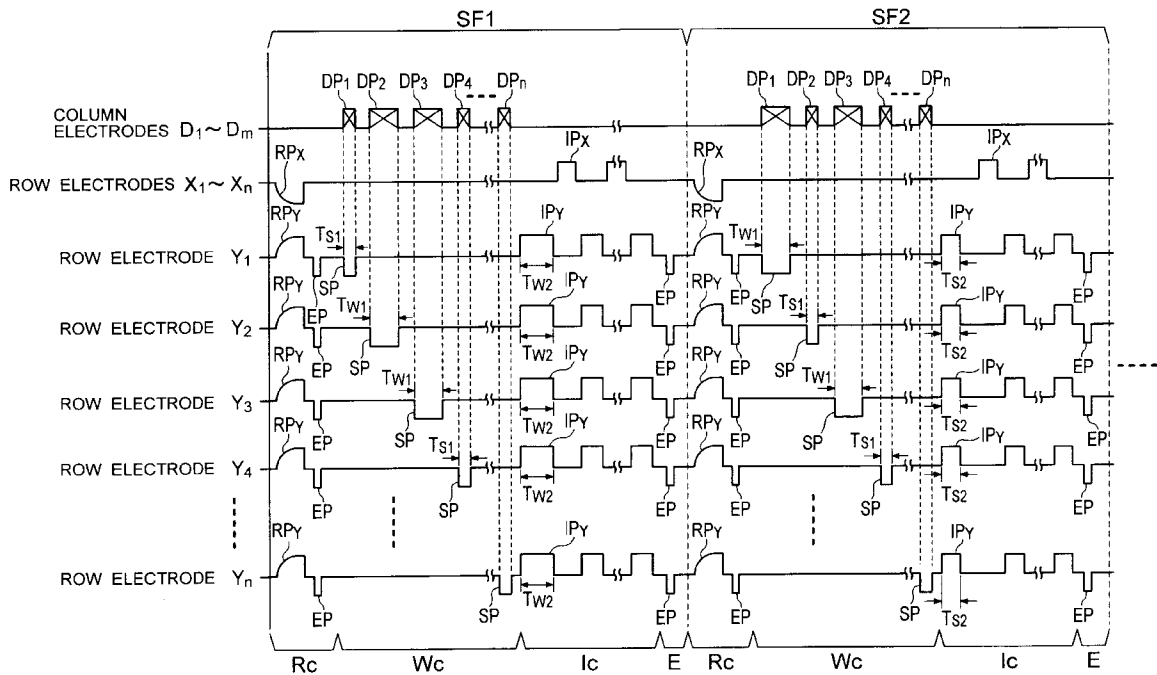 SF1 SF2
DP1 DP2 DP3 DP4 DPn DP1 DP2 DP3 DP4 DPn
COLUMN
ELECTRODES D1~Dm
RPX IPX RPX IPX
ROW ELECTRODES X1~Xn
RPY TS1 IPY RPY TW1 IPY
ROW ELECTRODE Y1
EP SP TW2 EP EP SP TS2 EP
RPY TW1 IPY RPY TS1 IPY
ROW ELECTRODE Y2
EP SP TW2 EP EP SP TS2 EP
RPY TW1 IPY RPY TW1 IPY
ROW ELECTRODE Y3
EP SP TW2 EP EP SP TS2 EP
RPY TS1 IPY RPY TS1 IPY
ROW ELECTRODE Y4
EP SP TW2 EP EP SP TS2 EP
RPY IPY RPY IPY
ROW ELECTRODE Yn
EP SP TW2 EP EP SP TS2 EP
Rc Wc Ic E Rc Wc Ic E